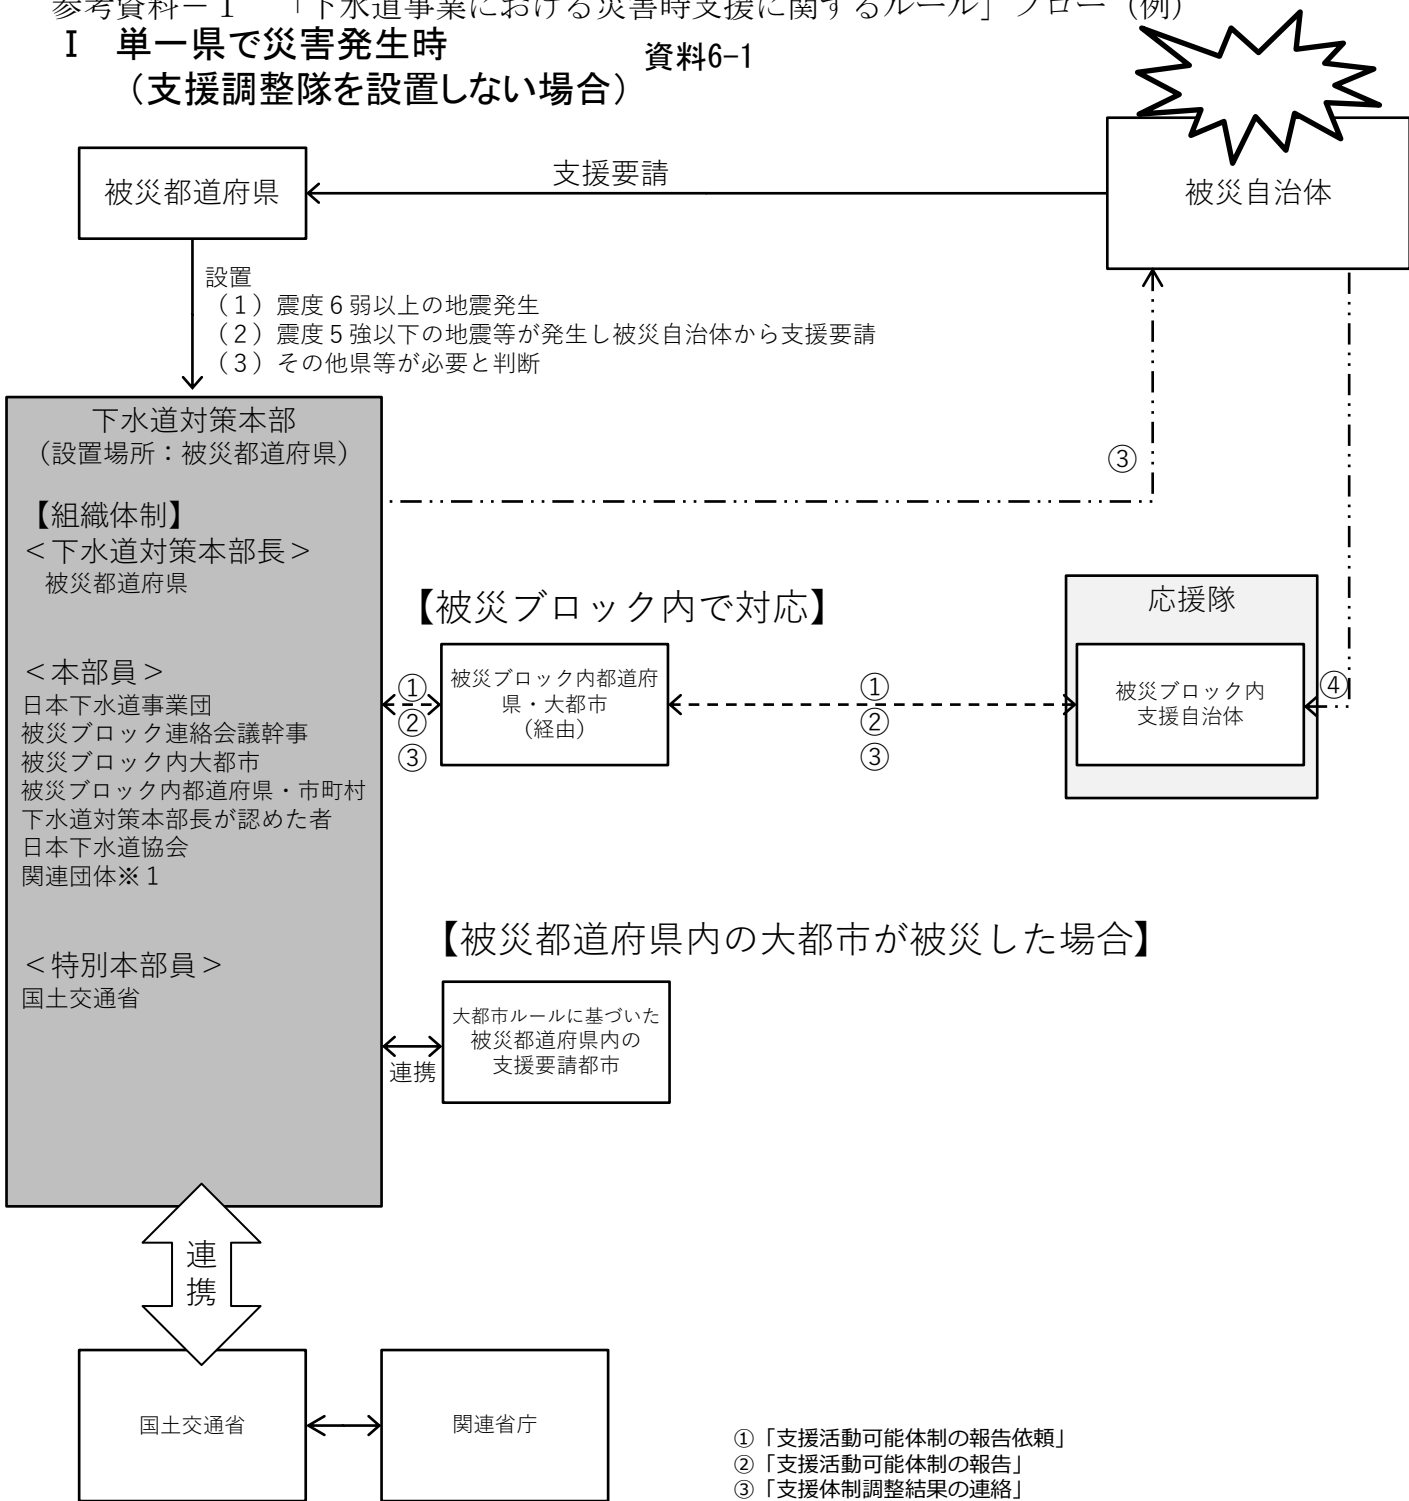 参考資料－１　「下水道事業における災害時支援に関するルール」フロー（例）
Ⅰ　単一県で災害発生時
（支援調整隊を設置しない場合）
資料6-1
被災都道府県
支援要請
被災自治体
設置
（１）震度６弱以上の地震発生
（２）震度５強以下の地震等が発生し被災自治体から支援要請
（３）その他県等が必要と判断
下水道対策本部
（設置場所：被災都道府県）
【組織体制】
＜下水道対策本部長＞
被災都道府県
＜本部員＞
日本下水道事業団
被災ブロック連絡会議幹事
被災ブロック内大都市
被災ブロック内都道府県・市町村
下水道対策本部長が認めた者
日本下水道協会
関連団体※１
＜特別本部員＞
国土交通省
③
【被災ブロック内で対応】
①
②
③
被災ブロック内都道府
県・大都市
（経由）
①
②
③
応援隊
被災ブロック内
支援自治体
④
【被災都道府県内の大都市が被災した場合】
大都市ルールに基づいた
被災都道府県内の
支援要請都市
連携
連
携
国土交通省
関連省庁
①「支援活動可能体制の報告依頼」
②「支援活動可能体制の報告」
③「支援体制調整結果の連絡」